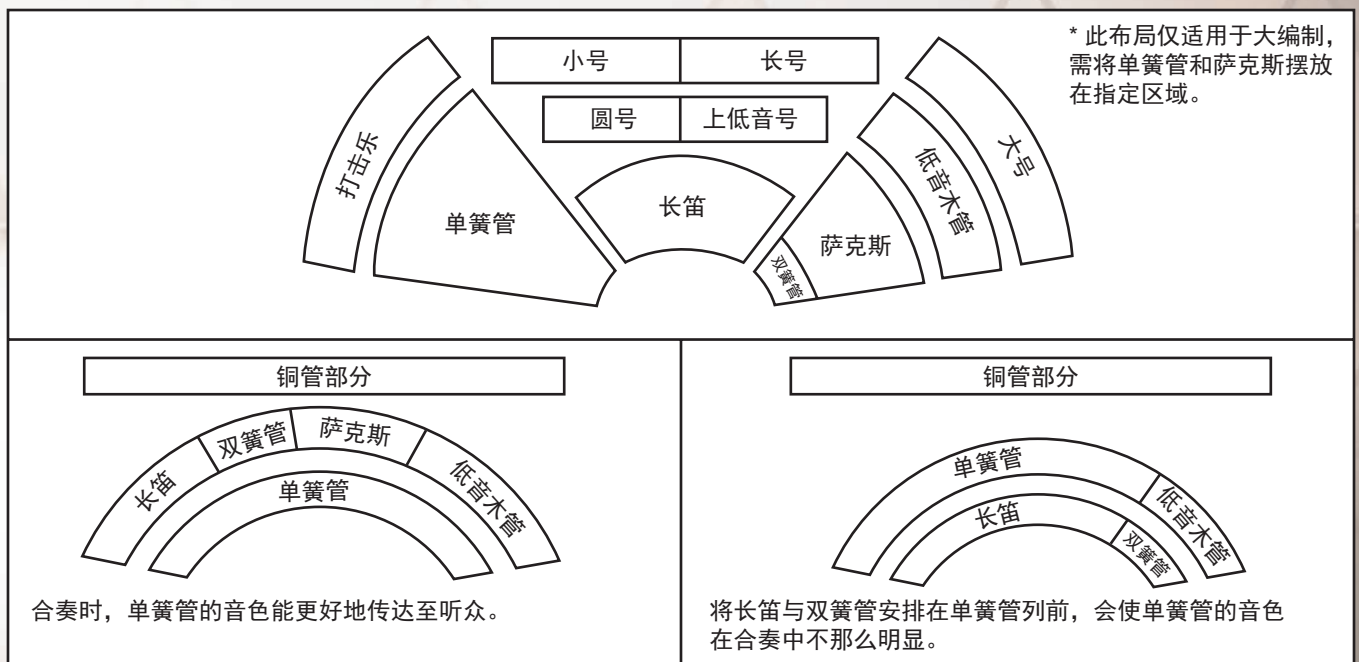 * 此布局仅适用于大编制，
需将单簧管和萨克斯摆放
在指定区域。
小号
长号
圆号
上低音号
打击乐
单簧管
长笛
双簧管
萨克斯
低音木管
大号
铜管部分
长笛
双簧管
萨克斯
低音木管
单簧管
合奏时，单簧管的音色能更好地传达至听众。
铜管部分
单簧管
低音木管
长笛
双簧管
将长笛与双簧管安排在单簧管列前，会使单簧管的音色
在合奏中不那么明显。